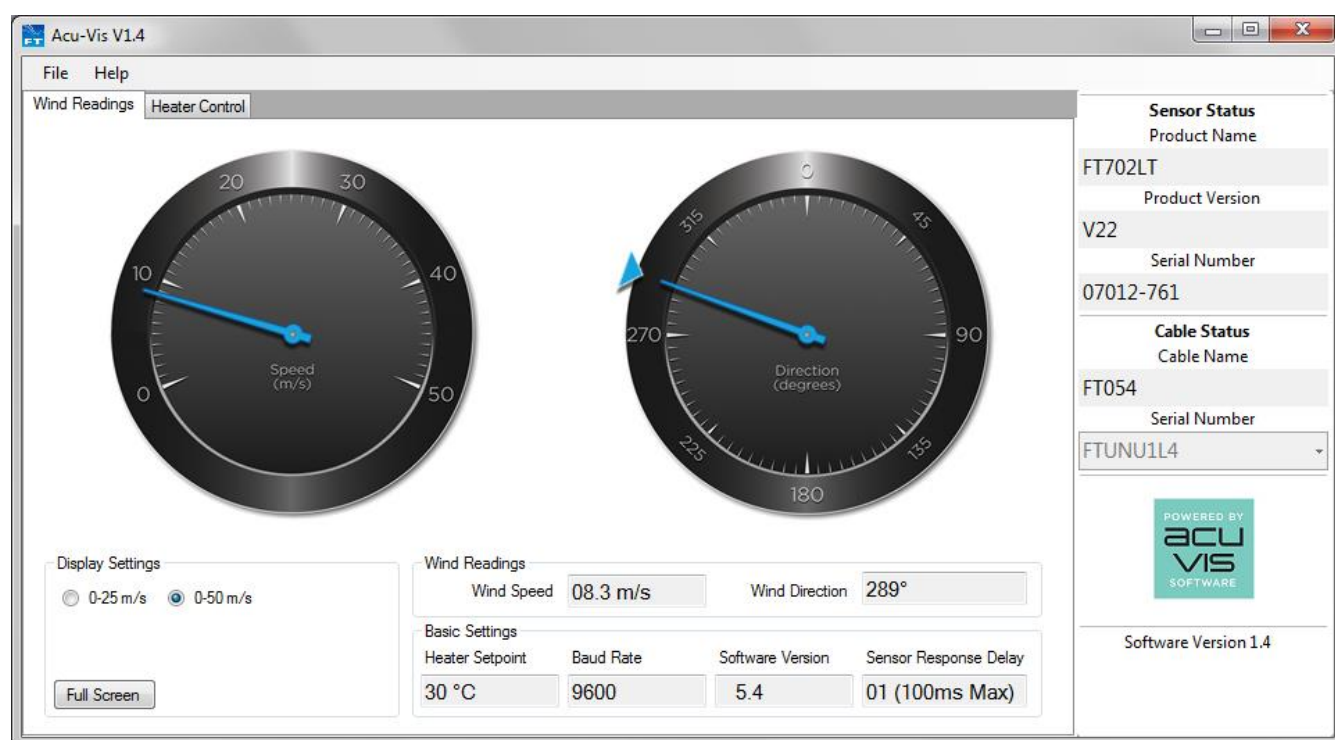 FT
Acu-Vis V1.4
File Help
Wind Readings Heater Control
20 30
10 40
0 50
Speed
(m/s)
0
315 45
270 90
Direction
(degrees)
225 135
180
Display Settings
0-25 m/s 0-50 m/s
Full Screen
Wind Readings
Wind Speed 08.3 m/s Wind Direction 289°
Basic Settings
Heater Setpoint Baud Rate Software Version Sensor Response Delay
30 °C 9600 5.4 01 (100ms Max)
Sensor Status
Product Name
FT702LT
Product Version
V22
Serial Number
07012-761
Cable Status
Cable Name
FT054
Serial Number
FTUNU1L4
POWERED BY
acu
VIS
SOFTWARE
Software Version 1.4